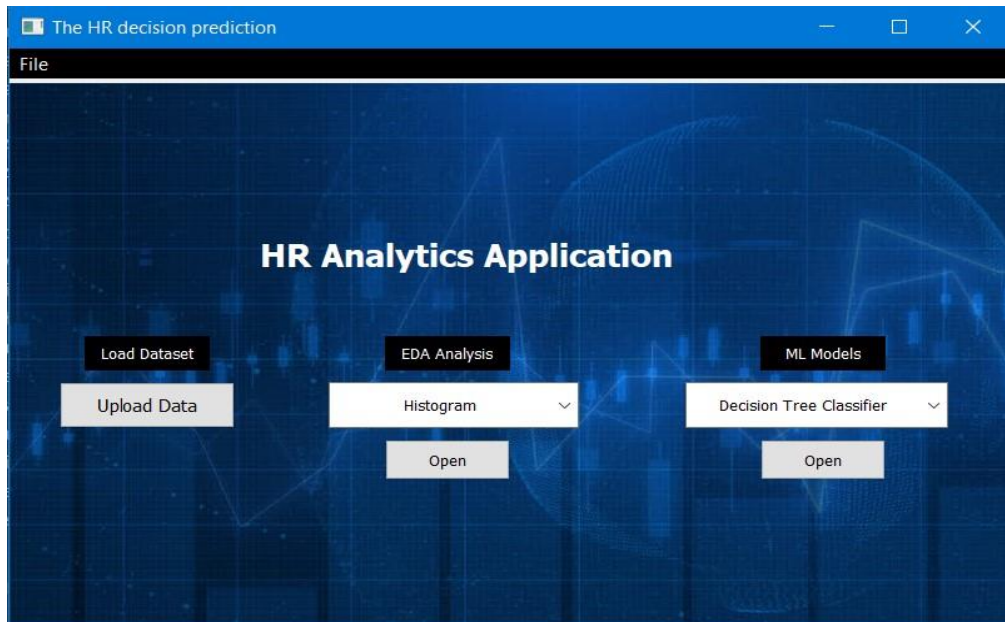 The HR decision prediction
File
HR Analytics Application
Load Dataset
EDA Analysis
ML Models
Upload Data
Histogram
Decision Tree Classifier
Open
Open